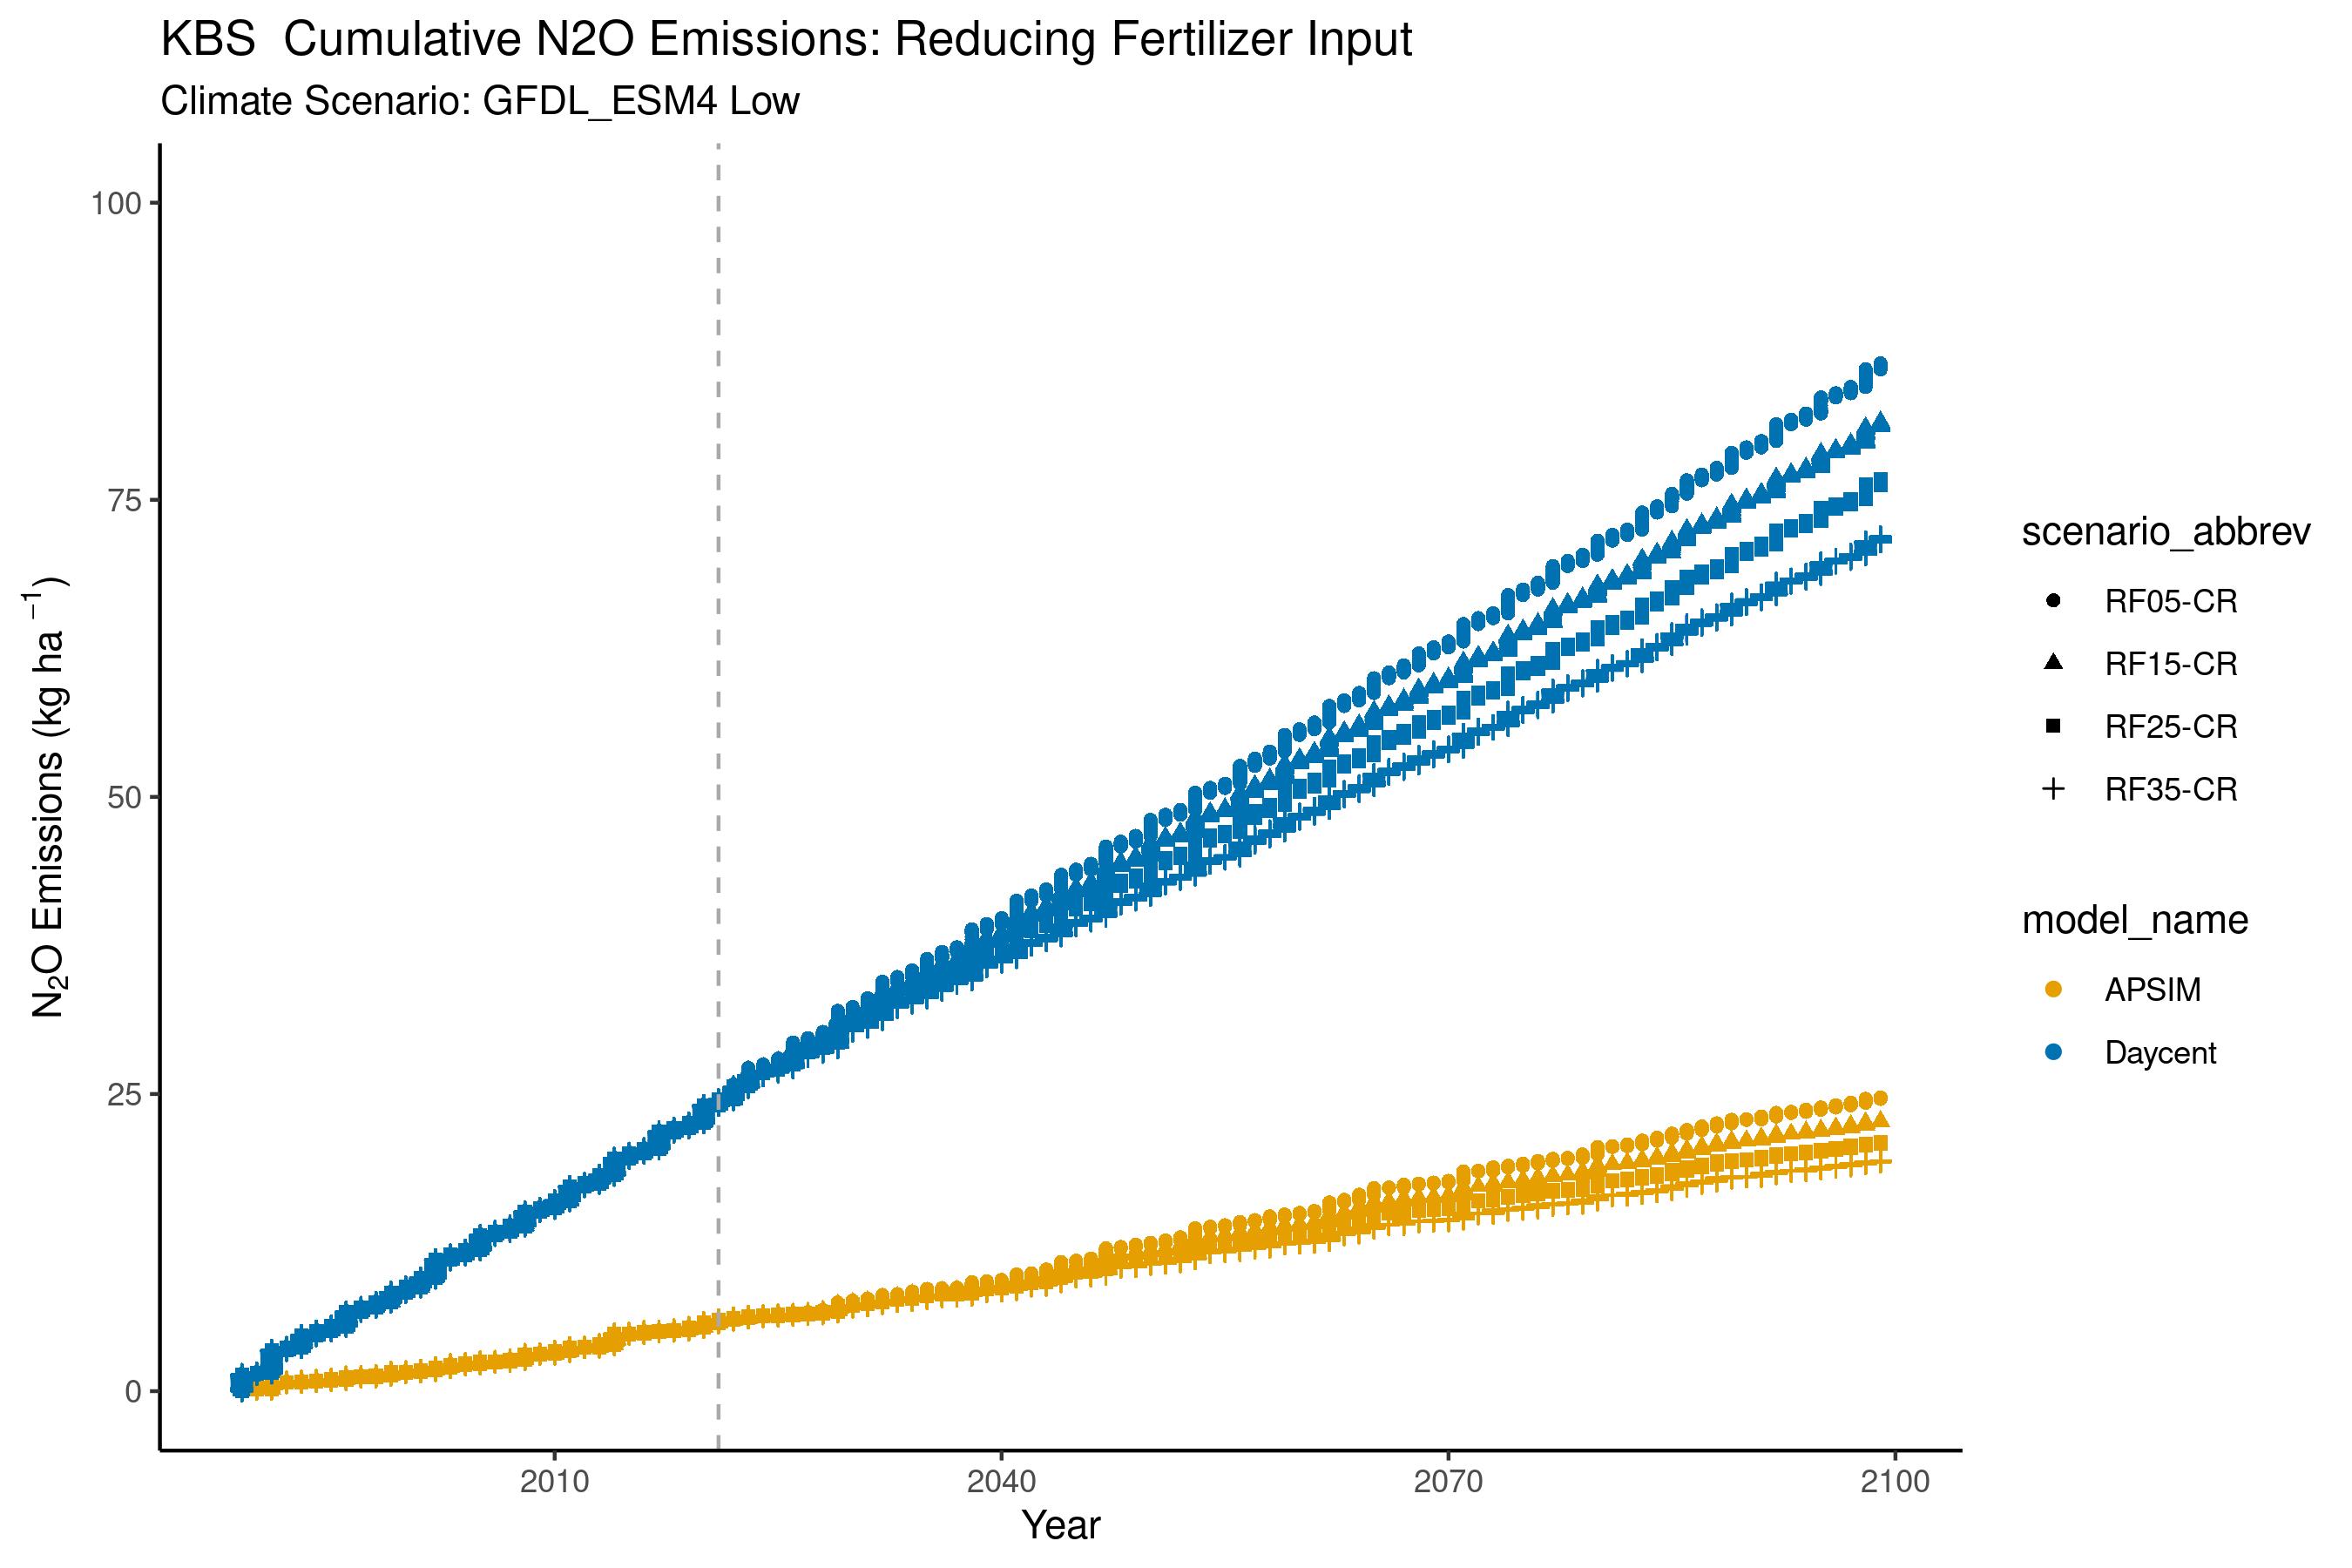 KBS  Cumulative N2O Emissions: Reducing Fertilizer Input
Climate Scenario: GFDL_ESM4 Low
N₂O Emissions (kg ha ⁻¹)
100
75
50
25
0
2010
2040
2070
2100
Year
scenario_abbrev
RF05-CR
RF15-CR
RF25-CR
RF35-CR
model_name
APSIM
Daycent